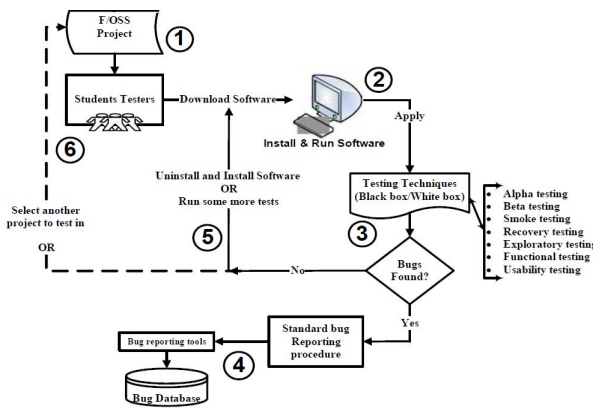 F/OSS
Project
1
Students Testers
Download Software
2
Install & Run Software
Apply
6
Uninstall and Install Software
OR
Run some more tests
Testing Techniques
(Black box/White box)
• Alpha testing
• Beta testing
• Smoke testing
• Recovery testing
• Exploratory testing
• Functional testing
• Usability testing
Select another
project to test in
OR
5
3
Bugs
Found?
No
Yes
Standard bug
Reporting
procedure
4
Bug reporting tools
Bug Database